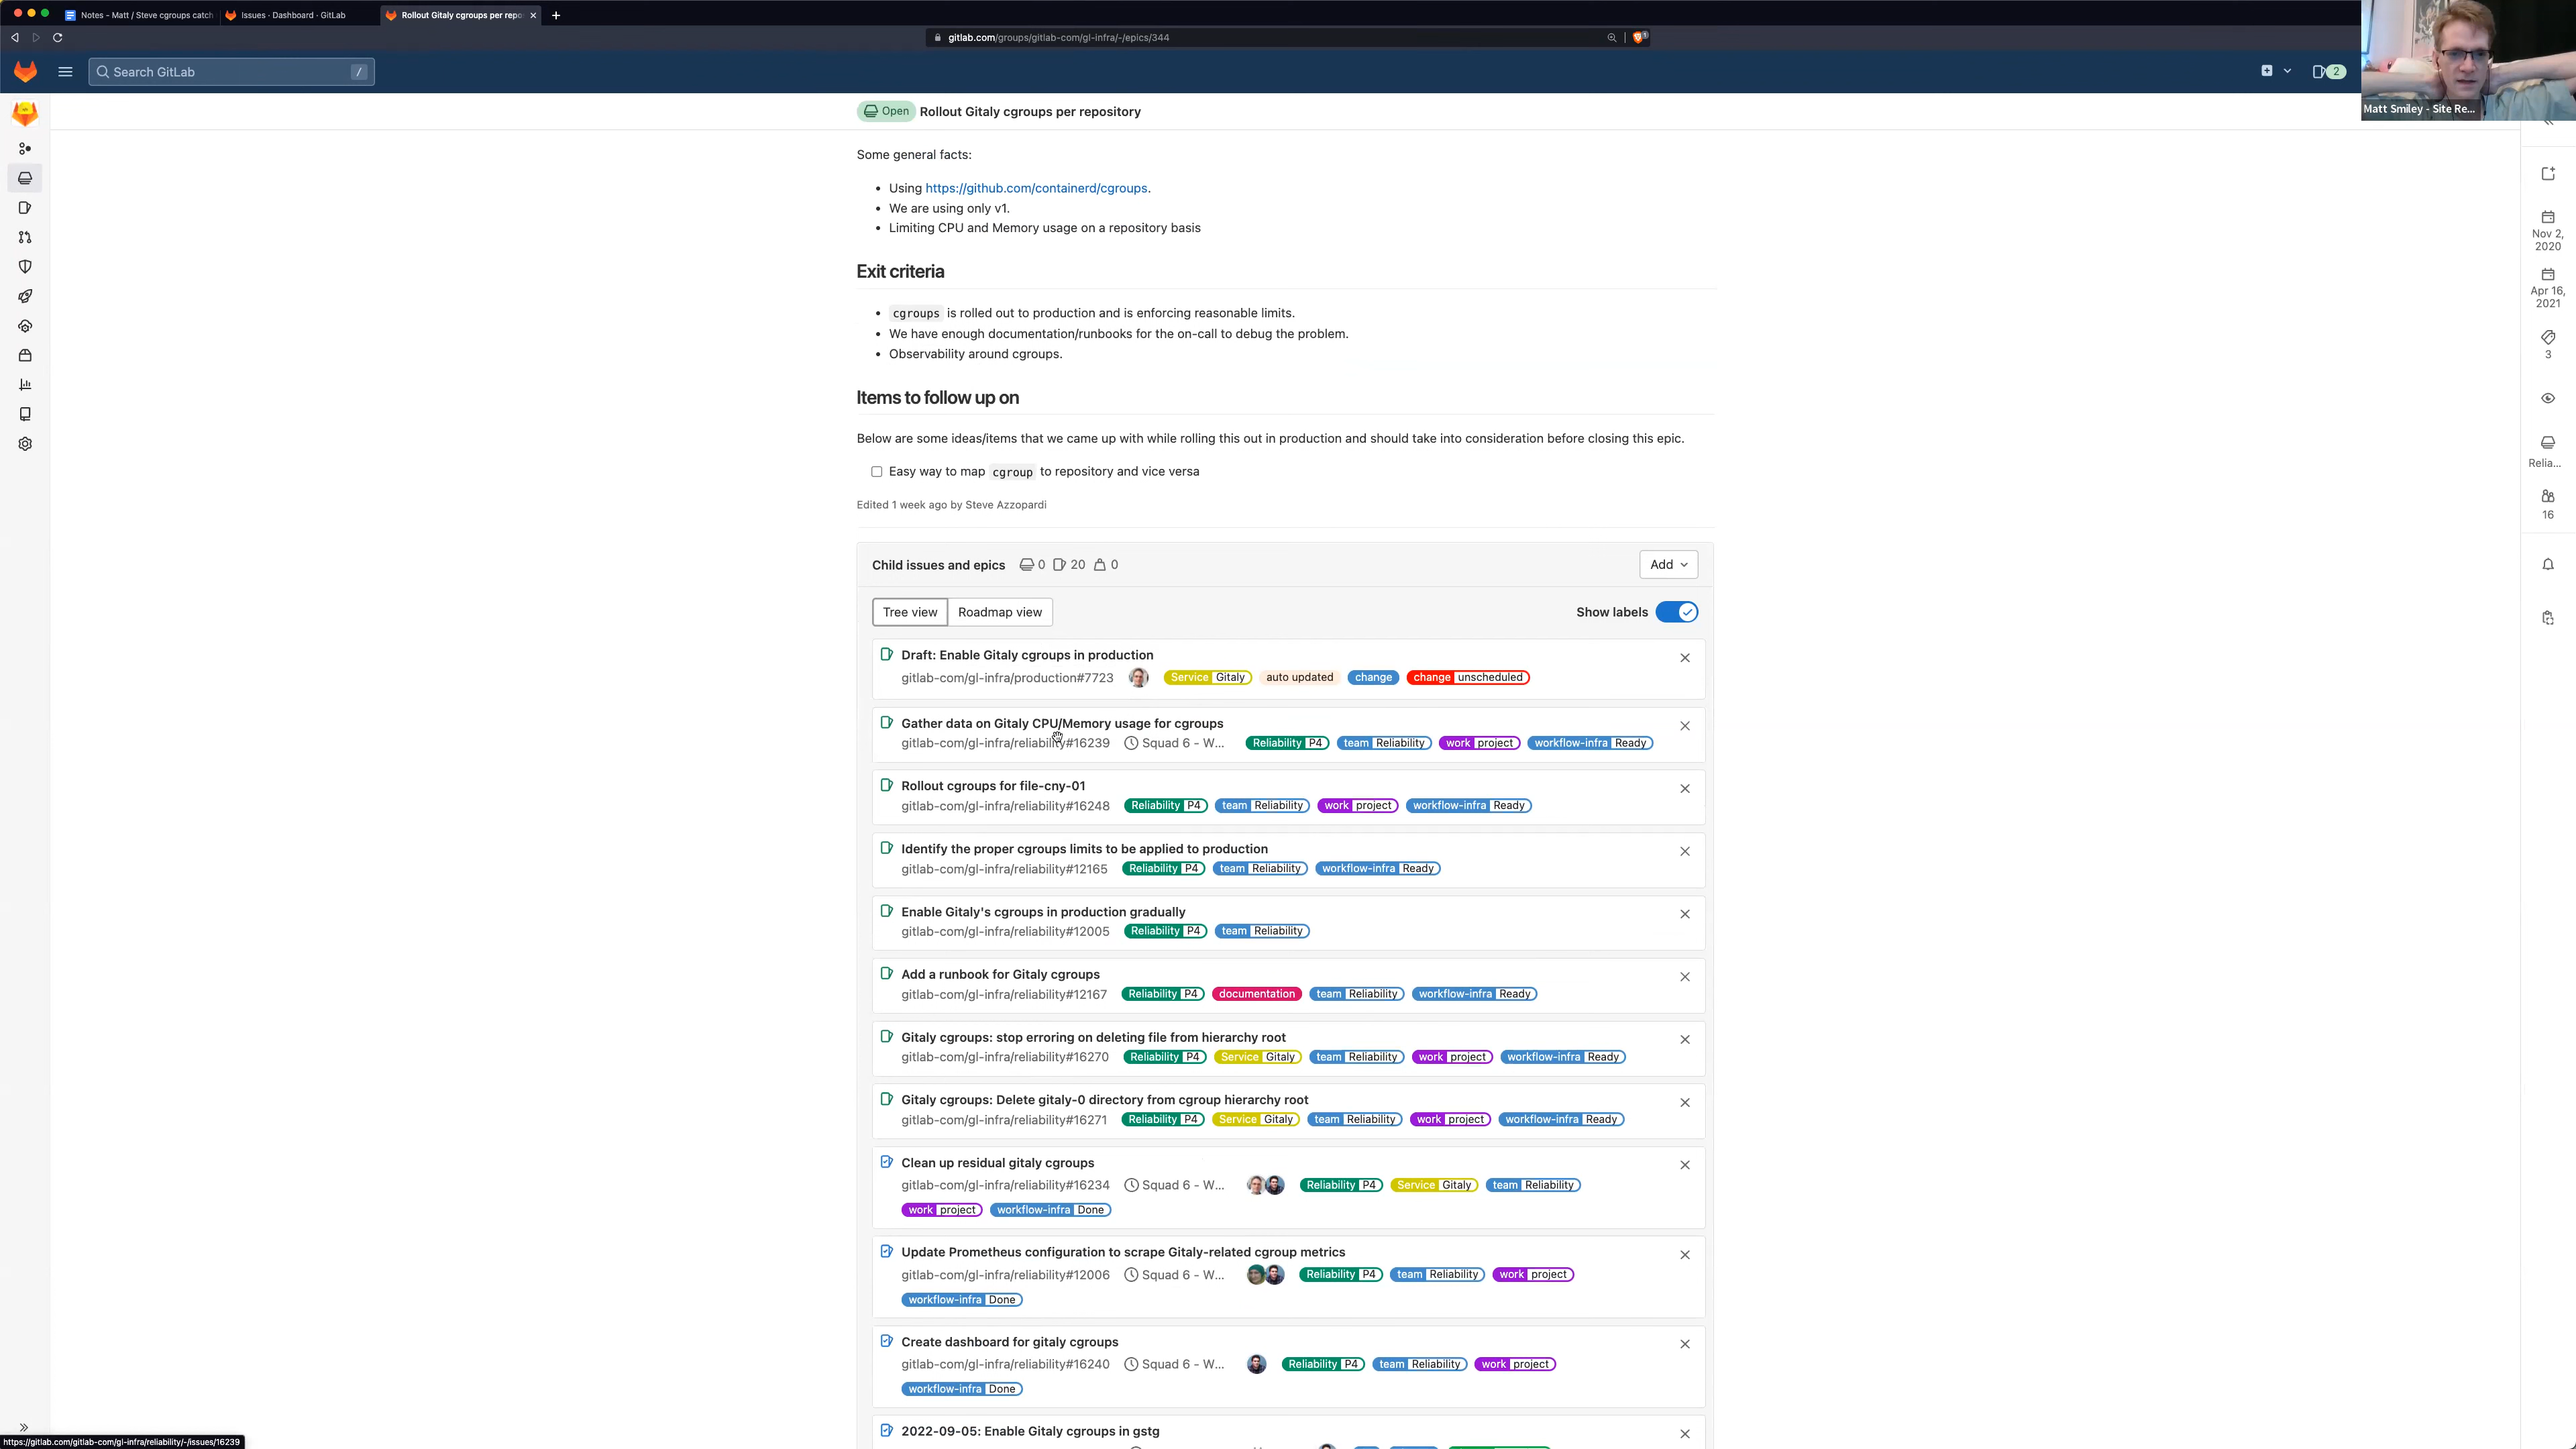 Notes - Matt / Steve cgroups catch
Issues · Dashboard · GitLab
Rollout Gitaly cgroups per repo
gitlab.com/groups/gitlab-com/gl-infra/-/epics/344
1
Search GitLab
/
2
Matt Smiley - Site Re...
Open
Rollout Gitaly cgroups per repository
Some general facts:
Using https://github.com/containerd/cgroups.
We are using only v1.
Limiting CPU and Memory usage on a repository basis
Exit criteria
cgroups is rolled out to production and is enforcing reasonable limits.
We have enough documentation/runbooks for the on-call to debug the problem.
Observability around cgroups.
Items to follow up on
Below are some ideas/items that we came up with while rolling this out in production and should take into consideration before closing this epic.
Easy way to map cgroup to repository and vice versa
Edited 1 week ago by Steve Azzopardi
Child issues and epics 0 20 0
Add
Tree view Roadmap view
Show labels
Draft: Enable Gitaly cgroups in production
gitlab-com/gl-infra/production#7723 Service Gitaly auto updated change change unscheduled
Gather data on Gitaly CPU/Memory usage for cgroups
gitlab-com/gl-infra/reliability#16239 Squad 6 - W... Reliability P4 team Reliability work project workflow-infra Ready
Rollout cgroups for file-cny-01
gitlab-com/gl-infra/reliability#16248 Reliability P4 team Reliability work project workflow-infra Ready
Identify the proper cgroups limits to be applied to production
gitlab-com/gl-infra/reliability#12165 Reliability P4 team Reliability workflow-infra Ready
Enable Gitaly's cgroups in production gradually
gitlab-com/gl-infra/reliability#12005 Reliability P4 team Reliability
Add a runbook for Gitaly cgroups
gitlab-com/gl-infra/reliability#12167 Reliability P4 documentation team Reliability workflow-infra Ready
Gitaly cgroups: stop erroring on deleting file from hierarchy root
gitlab-com/gl-infra/reliability#16270 Reliability P4 Service Gitaly team Reliability work project workflow-infra Ready
Gitaly cgroups: Delete gitaly-0 directory from cgroup hierarchy root
gitlab-com/gl-infra/reliability#16271 Reliability P4 Service Gitaly team Reliability work project workflow-infra Ready
Clean up residual gitaly cgroups
gitlab-com/gl-infra/reliability#16234 Squad 6 - W... Reliability P4 Service Gitaly team Reliability
work project workflow-infra Done
Update Prometheus configuration to scrape Gitaly-related cgroup metrics
gitlab-com/gl-infra/reliability#12006 Squad 6 - W... Reliability P4 team Reliability work project
workflow-infra Done
Create dashboard for gitaly cgroups
gitlab-com/gl-infra/reliability#16240 Squad 6 - W... Reliability P4 team Reliability work project
workflow-infra Done
2022-09-05: Enable Gitaly cgroups in gstg
Nov 2,
2020
Apr 16,
2021
3
Relia...
16
https://gitlab.com/gitlab-com/gl-infra/reliability/-/issues/16239